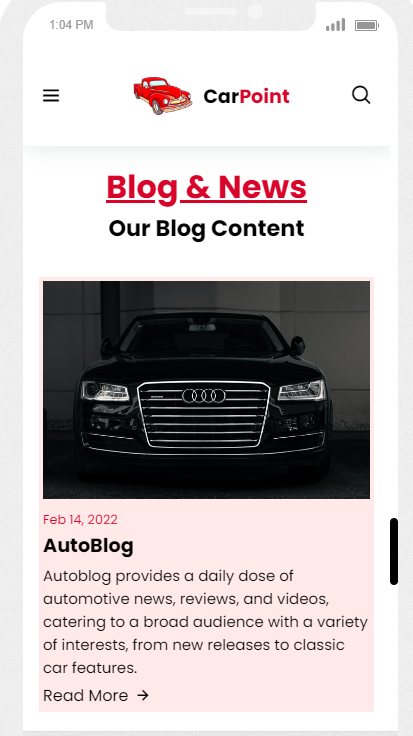 1:04 PM
CarPoint
Blog & News
Our Blog Content
Feb 14, 2022
AutoBlog
Autoblog provides a daily dose of
automotive news, reviews, and videos,
catering to a broad audience with a variety
of interests, from new releases to classic
car features.
Read More →